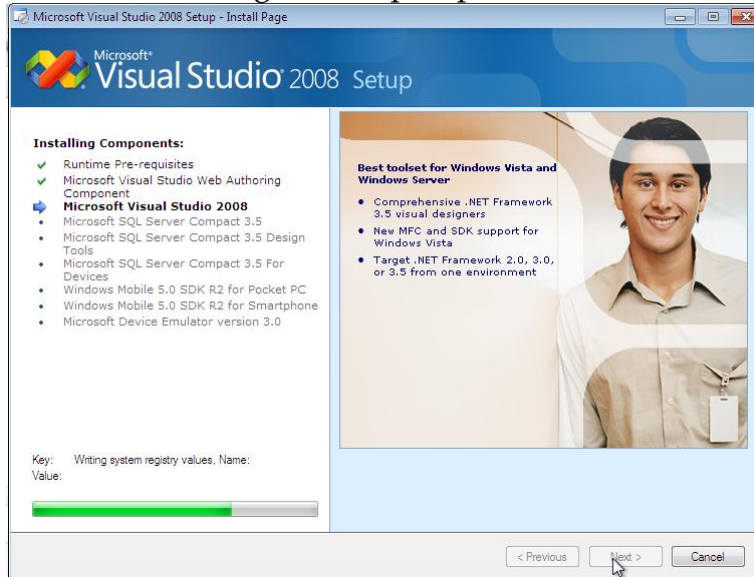 Microsoft Visual Studio 2008 Setup - Install Page
Microsoft®
Visual Studio® 2008 Setup
Installing Components:
Runtime Pre-requisites
Microsoft Visual Studio Web Authoring
Component
Microsoft Visual Studio 2008
Microsoft SQL Server Compact 3.5
Microsoft SQL Server Compact 3.5 Design
Tools
Microsoft SQL Server Compact 3.5 For
Devices
Windows Mobile 5.0 SDK R2 for Pocket PC
Windows Mobile 5.0 SDK R2 for Smartphone
Microsoft Device Emulator version 3.0
Key: Writing system registry values, Name:
Value:
Best toolset for Windows Vista and
Windows Server
• Comprehensive .NET Framework
3.5 visual designers
• New MFC and SDK support for
Windows Vista
• Target .NET Framework 2.0, 3.0,
or 3.5 from one environment
< Previous
Next >
Cancel